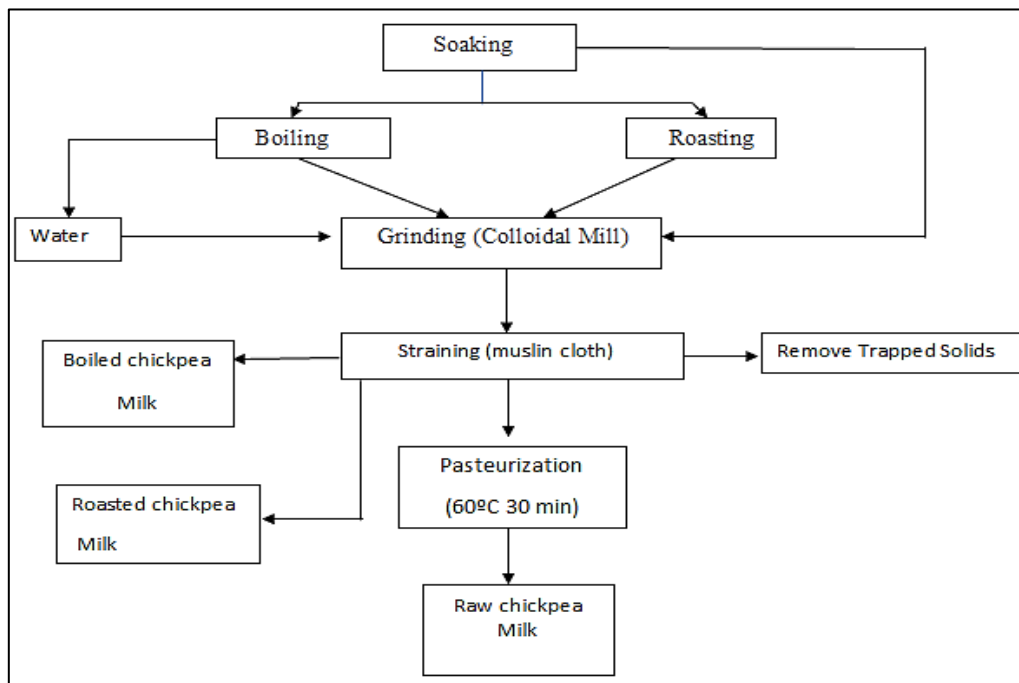 Soaking
Boiling
Roasting
Water
Grinding (Colloidal Mill)
Straining (muslin cloth)
Remove Trapped Solids
Boiled chickpea
Milk
Pasteurization
(60ºC 30 min)
Roasted chickpea
Milk
Raw chickpea
Milk